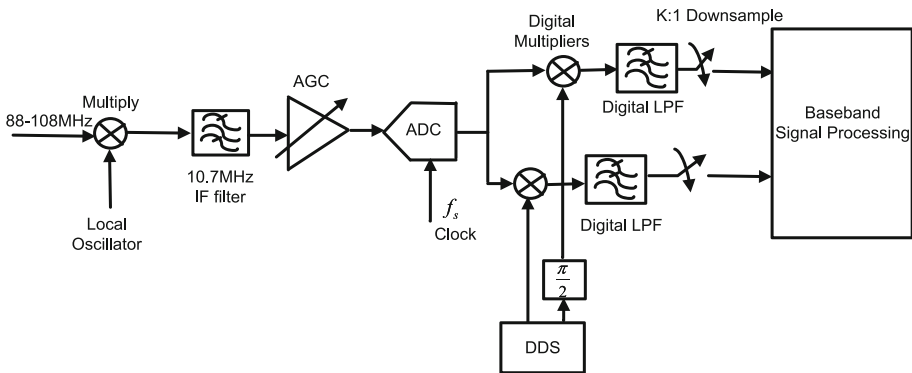 K:1 Downsample
Digital
Multipliers
AGC
Multiply
88-108MHz
ADC
Digital LPF
Baseband
Signal Processing
10.7MHz
IF filter
Local
Oscillator
fs
Clock
Digital LPF
π
2
DDS